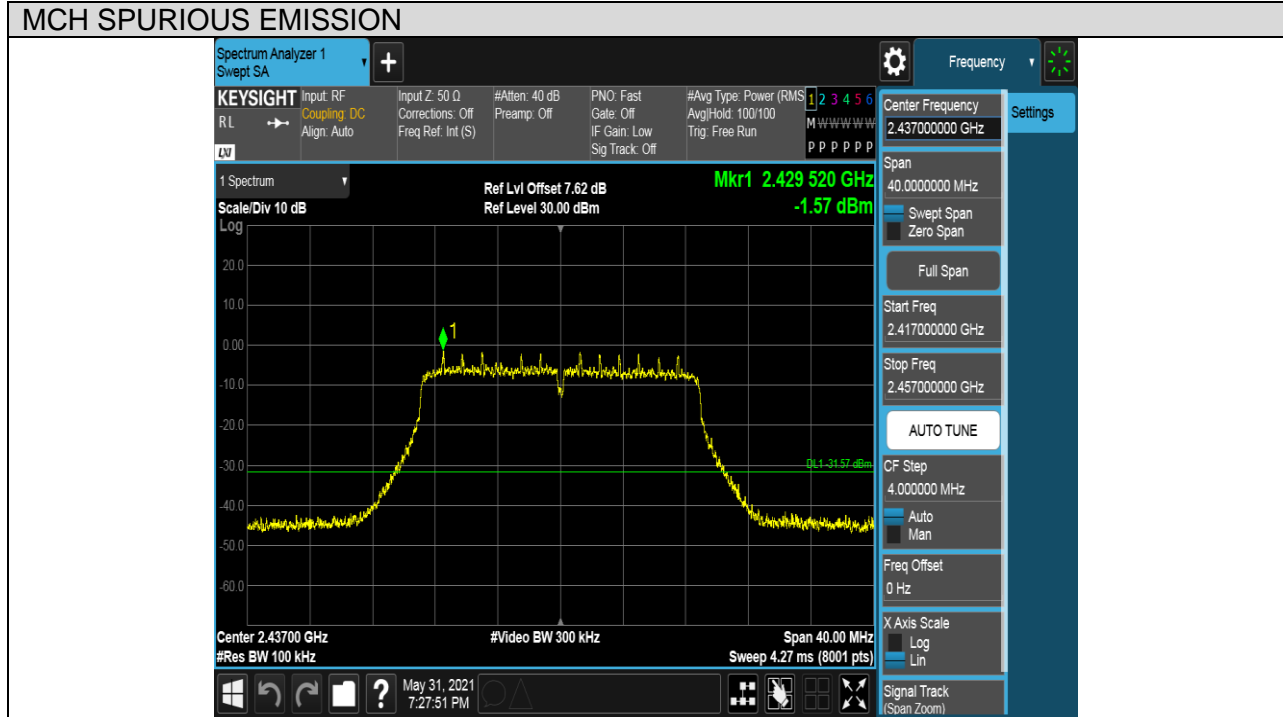 MCH SPURIOUS EMISSION
Spectrum Analyzer 1
Swept SA
+
Frequency
KEYSIGHT
RL
LXI
Input: RF
Coupling: DC
Align: Auto
Input Z: 50 Ω
Corrections: Off
Freq Ref: Int (S)
#Atten: 40 dB
Preamp: Off
PNO: Fast
Gate: Off
IF Gain: Low
Sig Track: Off
#Avg Type: Power (RMS
Avg|Hold: 100/100
Trig: Free Run
1 2 3 4 5 6
M W W W W W
P P P P P P
1 Spectrum
Scale/Div 10 dB
Ref Lvl Offset 7.62 dB
Ref Level 30.00 dBm
Mkr1 2.429 520 GHz
-1.57 dBm
Log
20.0
10.0
0.00
-10.0
-20.0
-30.0
-40.0
-50.0
-60.0
1
DL1 -31.57 dBm
Center 2.43700 GHz
#Res BW 100 kHz
#Video BW 300 kHz
Span 40.00 MHz
Sweep 4.27 ms (8001 pts)
Settings
Center Frequency
2.437000000 GHz
Span
40.0000000 MHz
Swept Span
Zero Span
Full Span
Start Freq
2.417000000 GHz
Stop Freq
2.457000000 GHz
AUTO TUNE
CF Step
4.000000 MHz
Auto
Man
Freq Offset
0 Hz
X Axis Scale
Log
Lin
Signal Track
(Span Zoom)
?
May 31, 2021
7:27:51 PM